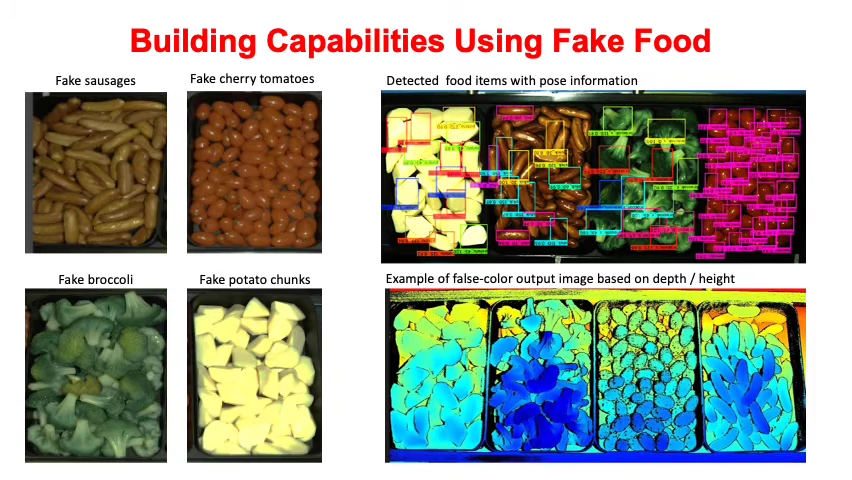 Building Capabilities Using Fake Food
Fake sausages
Fake cherry tomatoes
Detected food items with pose information
Fake broccoli
Fake potato chunks
Example of false-color output image based on depth / height